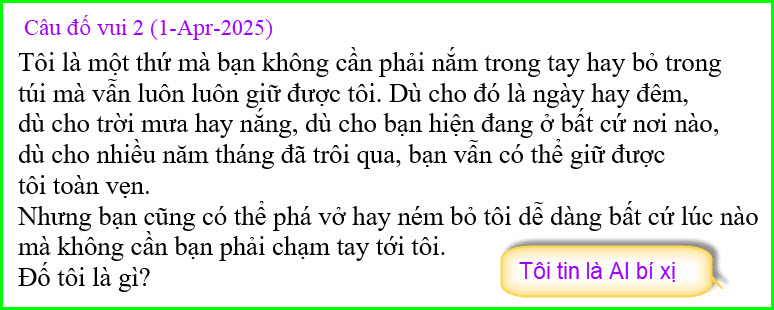 Câu đố vui 2 (1-Apr-2025)
Tôi là một thứ mà bạn không cần phải nắm trong tay hay bỏ trong
túi mà vẫn luôn luôn giữ được tôi. Dù cho đó là ngày hay đêm,
dù cho trời mưa hay nắng, dù cho bạn hiện đang ở bất cứ nơi nào,
dù cho nhiều năm tháng đã trôi qua, bạn vẫn có thể giữ được
tôi toàn vẹn.
Nhưng bạn cũng có thể phá vở hay ném bỏ tôi dễ dàng bất cứ lúc nào
mà không cần bạn phải chạm tay tới tôi.
Đố tôi là gì?
Tôi tin là AI bí xị